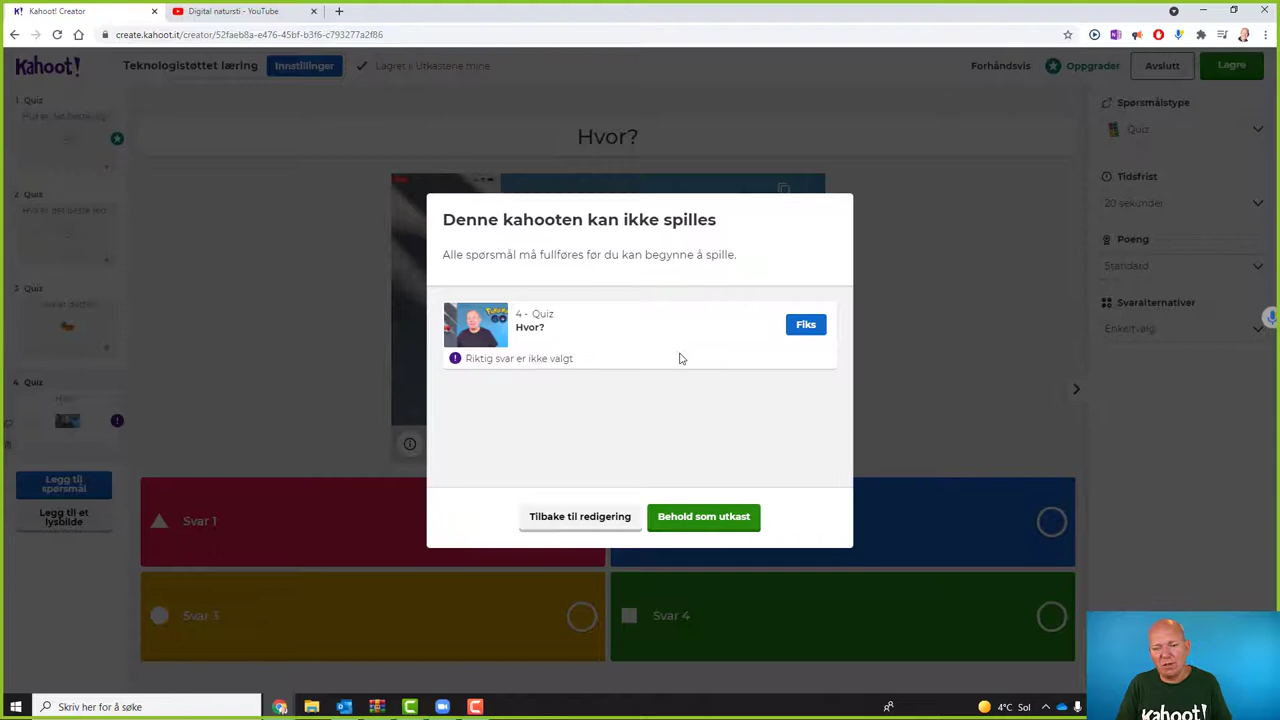 Kahoot! Creator
Digital natursti - YouTube
create.kahoot.it/creator/52faeb8a-e476-45bf-b3f6-c793277a2f86
Kahoot!
Teknologistøttet læring
Innstillinger
Lagret i: Utkastene mine
Forhåndsvis
Oppgrader
Avslutt
Lagre
1 Quiz
2 Quiz
3 Quiz
4 Quiz
Legg til
spørsmål
Legg til et
lysbilde
Hvor?
Denne kahooten kan ikke spilles
Alle spørsmål må fullføres før du kan begynne å spille.
4 - Quiz
Hvor?
Fiks
Riktig svar er ikke valgt
Tilbake til redigering
Behold som utkast
Svar 1
Svar 3
Svar 4
Spørsmålstype
Quiz
Tidsfrist
20 sekunder
Poeng
Standard
Svaralternativer
Enkeltvalg
Kahoot!
Skriv her for å søke
4°C Sol